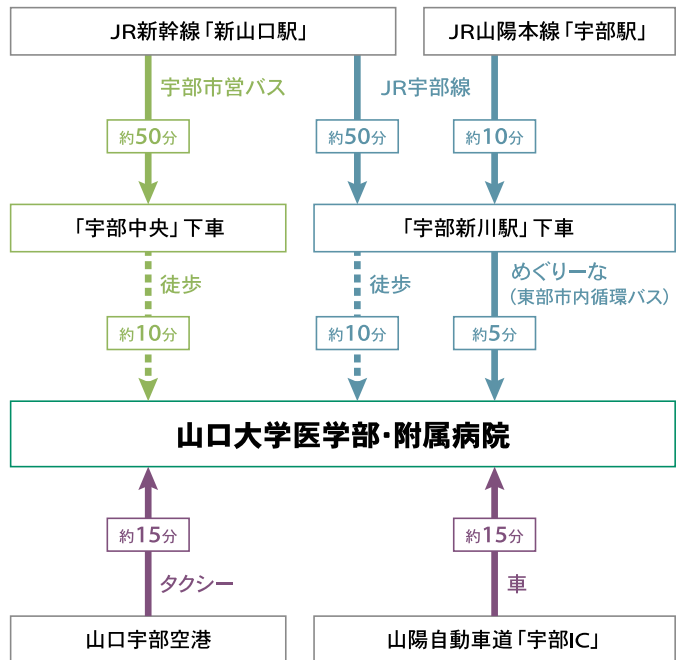 JR新幹線「新山口駅」
JR山陽本線「宇部駅」
宇部市営バス
JR宇部線
約50分
約50分
約10分
「宇部中央」下車
「宇部新川駅」下車
徒歩
徒歩
めぐりーな
（東部市内循環バス）
約10分
約10分
約5分
山口大学医学部・附属病院
約15分
約15分
タクシー
車
山口宇部空港
山陽自動車道「宇部IC」